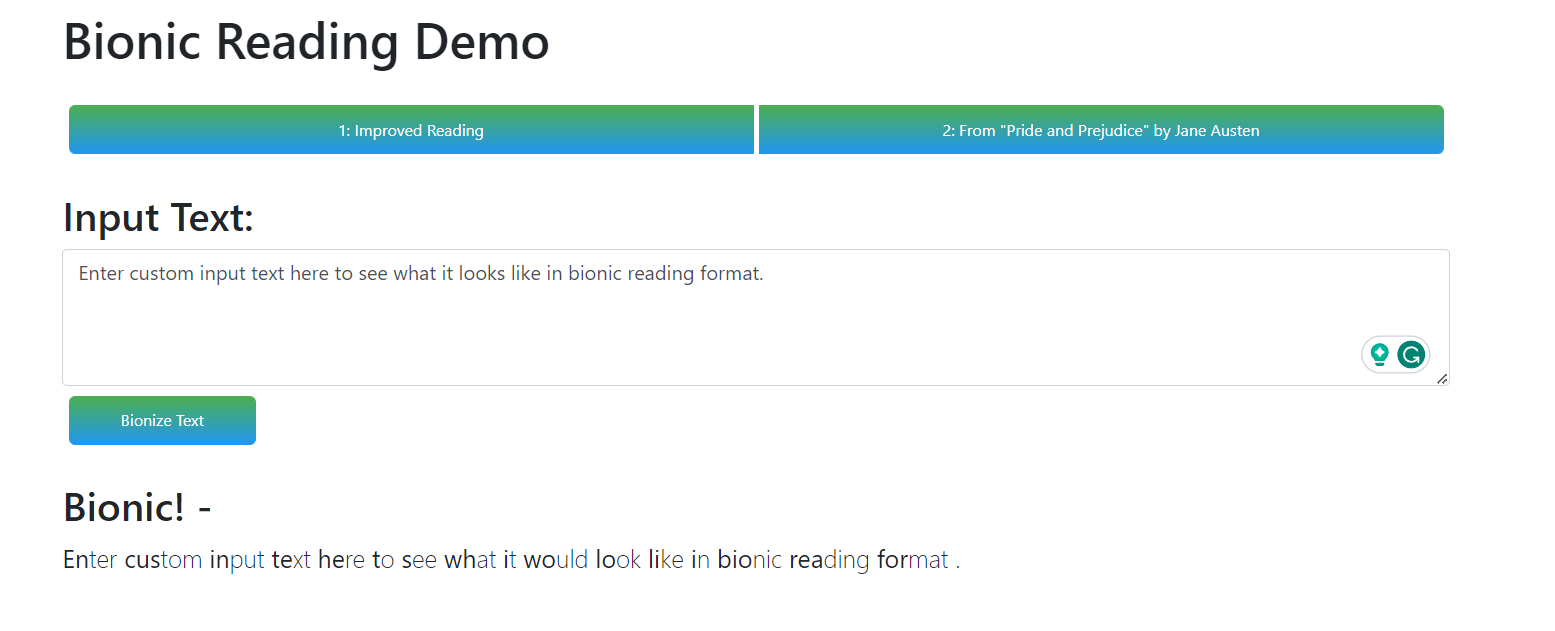 Bionic Reading Demo
1: Improved Reading
2: From "Pride and Prejudice" by Jane Austen
Input Text:
Enter custom input text here to see what it looks like in bionic reading format.
Bionize Text
Bionic! -
Enter custom input text here to see what it would look like in bionic reading format .